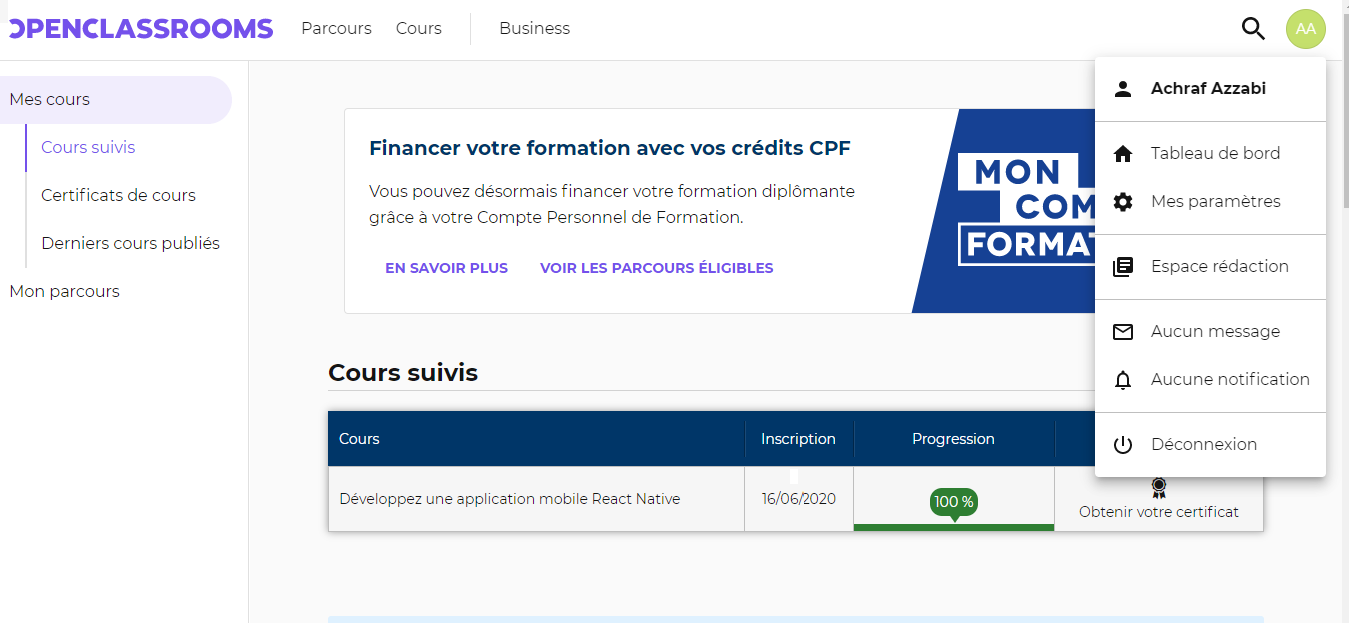 OPENCLASSROOMS
Parcours
Cours
Business
AA
Mes cours
Cours suivis
Certificats de cours
Derniers cours publiés
Mon parcours
Financer votre formation avec vos crédits CPF
Vous pouvez désormais financer votre formation diplômante
grâce à votre Compte Personnel de Formation.
EN SAVOIR PLUS
VOIR LES PARCOURS ÉLIGIBLES
MON
COM
FORMAT
Achraf Azzabi
Tableau de bord
Mes paramètres
Espace rédaction
Aucun message
Aucune notification
Déconnexion
Cours suivis
Cours
Inscription
Progression
Développez une application mobile React Native
16/06/2020
100 %
Obtenir votre certificat